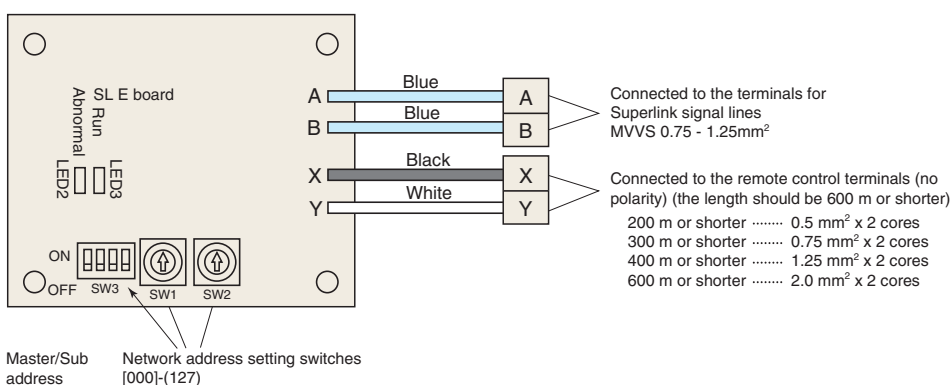 SL E board
Abnormal
Run
LED2
LED3
ON
OFF
SW3
SW1
SW2
A
B
X
Y
Blue
Blue
Black
White
A
B
X
Y
Connected to the terminals for
Superlink signal lines
MVVS 0.75 - 1.25mm²
Connected to the remote control terminals (no
polarity) (the length should be 600 m or shorter)
200 m or shorter ........ 0.5 mm² x 2 cores
300 m or shorter ........ 0.75 mm² x 2 cores
400 m or shorter ........ 1.25 mm² x 2 cores
600 m or shorter ........ 2.0 mm² x 2 cores
Master/Sub
address
Network address setting switches
[000]-(127)